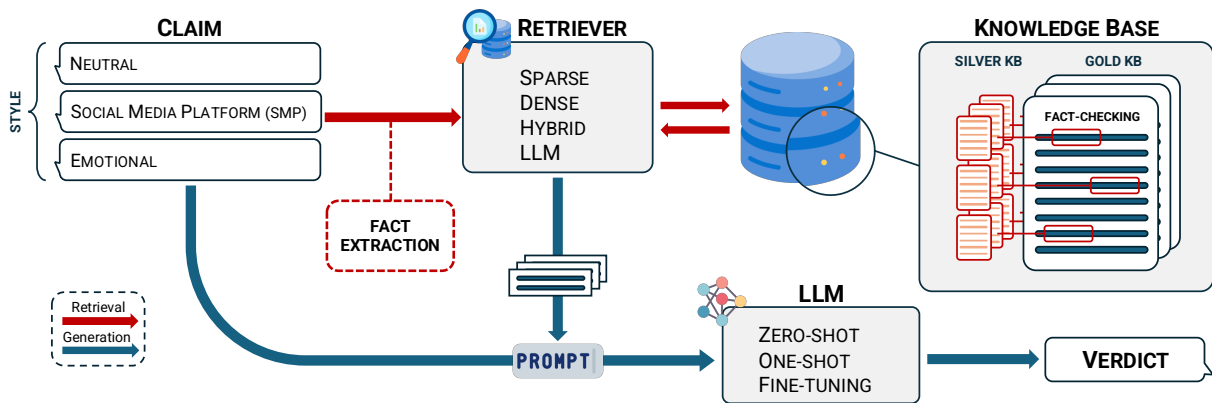 CLAIM
STYLE
NEUTRAL
SOCIAL MEDIA PLATFORM (SMP)
EMOTIONAL
FACT
EXTRACTION
RETRIEVER
SPARSE
DENSE
HYBRID
LLM
KNOWLEDGE BASE
SILVER KB
GOLD KB
FACT-CHECKING
Retrieval
Generation
PROMPT
LLM
ZERO-SHOT
ONE-SHOT
FINE-TUNING
VERDICT